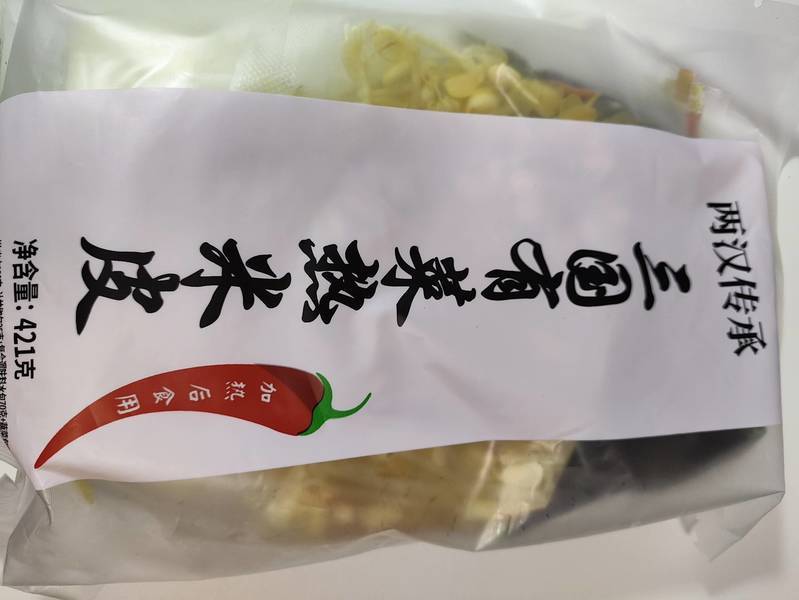 两汉传承
三国有菜热米皮
加热后食用
净含量: 421克